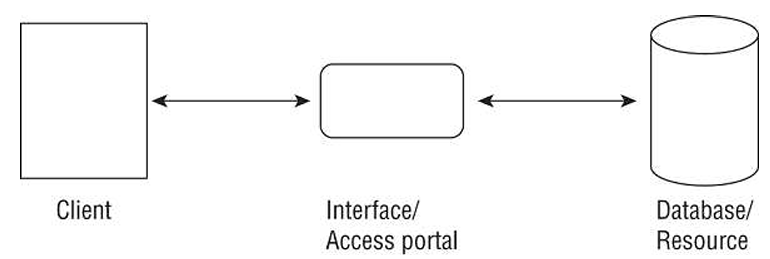 Client
Interface/
Access portal
Database/
Resource